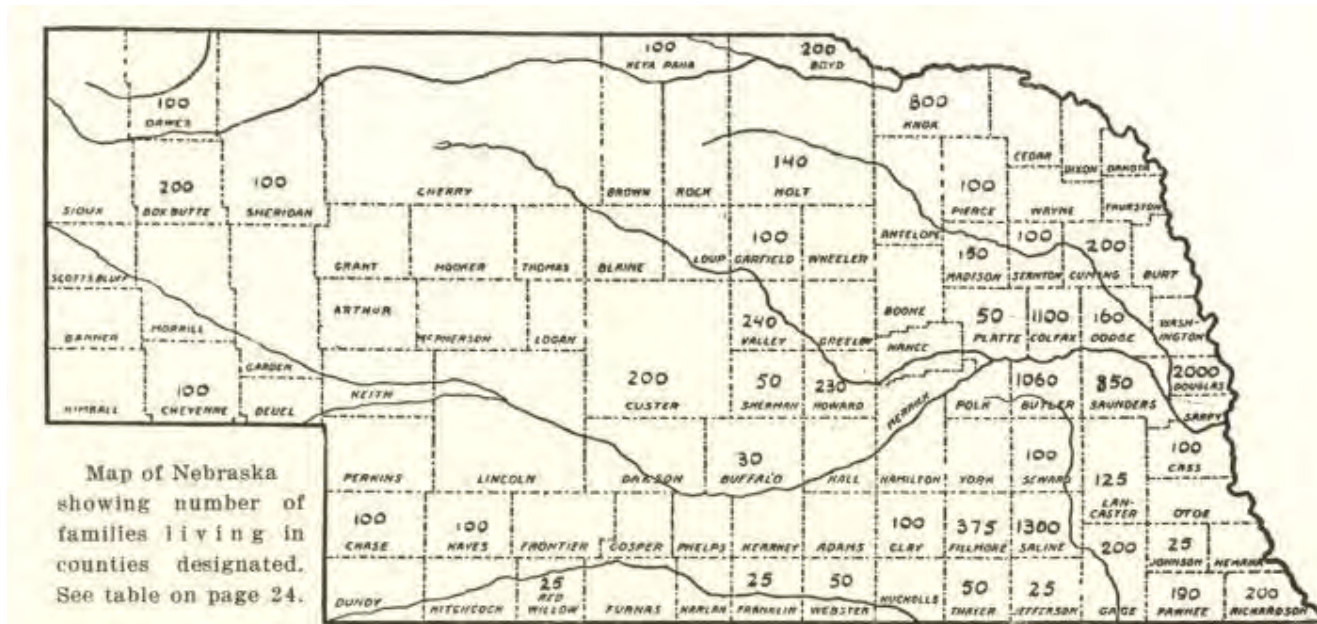 100
KEYA PAHA
200
BOYD
100
DAWES
800
KNOX
CEDAR
DIXON
DAKOTA
200
BOX BUTTE
100
SHERIDAN
SIOUX
CHERRY
BROWN
ROCK
140
HOLT
100
PIERCE
WAYNE
THURSTON
ANTELOPE
SCOTTS BLUFF
GRANT
HOOKER
THOMAS
BLAINE
LOUP
100
GARFIELD
WHEELER
150
MADISON
100
STANTON
200
CUMING
BURT
BANNER
MORRILL
GARDEN
ARTHUR
MCPHERSON
LOGAN
240
VALLEY
GREELEY
BOONE
NANCE
50
PLATTE
1100
COLFAX
160
DODGE
WASH-
INGTON
KIMBALL
100
CHEYENNE
DEUEL
KEITH
200
CUSTER
50
SHERMAN
230
HOWARD
MERRICK
POLK
1060
BUTLER
850
SAUNDERS
2000
DOUGLAS
SARPY
PERKINS
LINCOLN
DAWSON
30
BUFFALO
HALL
HAMILTON
YORK
100
SEWARD
125
LAN-
CASTER
100
CASS
OTOE
100
CHASE
100
HAYES
FRONTIER
GOSPER
PHELPS
KEARNEY
ADAMS
100
CLAY
375
FILLMORE
1300
SALINE
200
GAGE
25
JOHNSON
NEMAHA
DUNDY
HITCHCOCK
25
RED
WILLOW
FURNAS
HARLAN
25
FRANKLIN
50
WEBSTER
NUCKOLLS
50
THAYER
25
JEFFERSON
190
PAWNEE
200
RICHARDSON
Map of Nebraska
showing number of
families living in
counties designated.
See table on page 24.